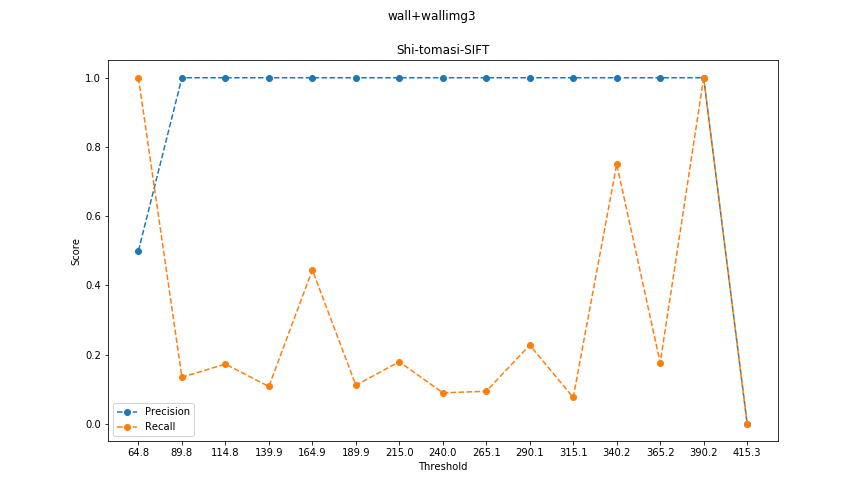 wall+wallimg3
Shi-tomasi-SIFT
1.0
0.8
0.6
0.4
0.2
0.0
Score
Precision
Recall
64.8 89.8 114.8 139.9 164.9 189.9 215.0 240.0 265.1 290.1 315.1 340.2 365.2 390.2 415.3
Threshold